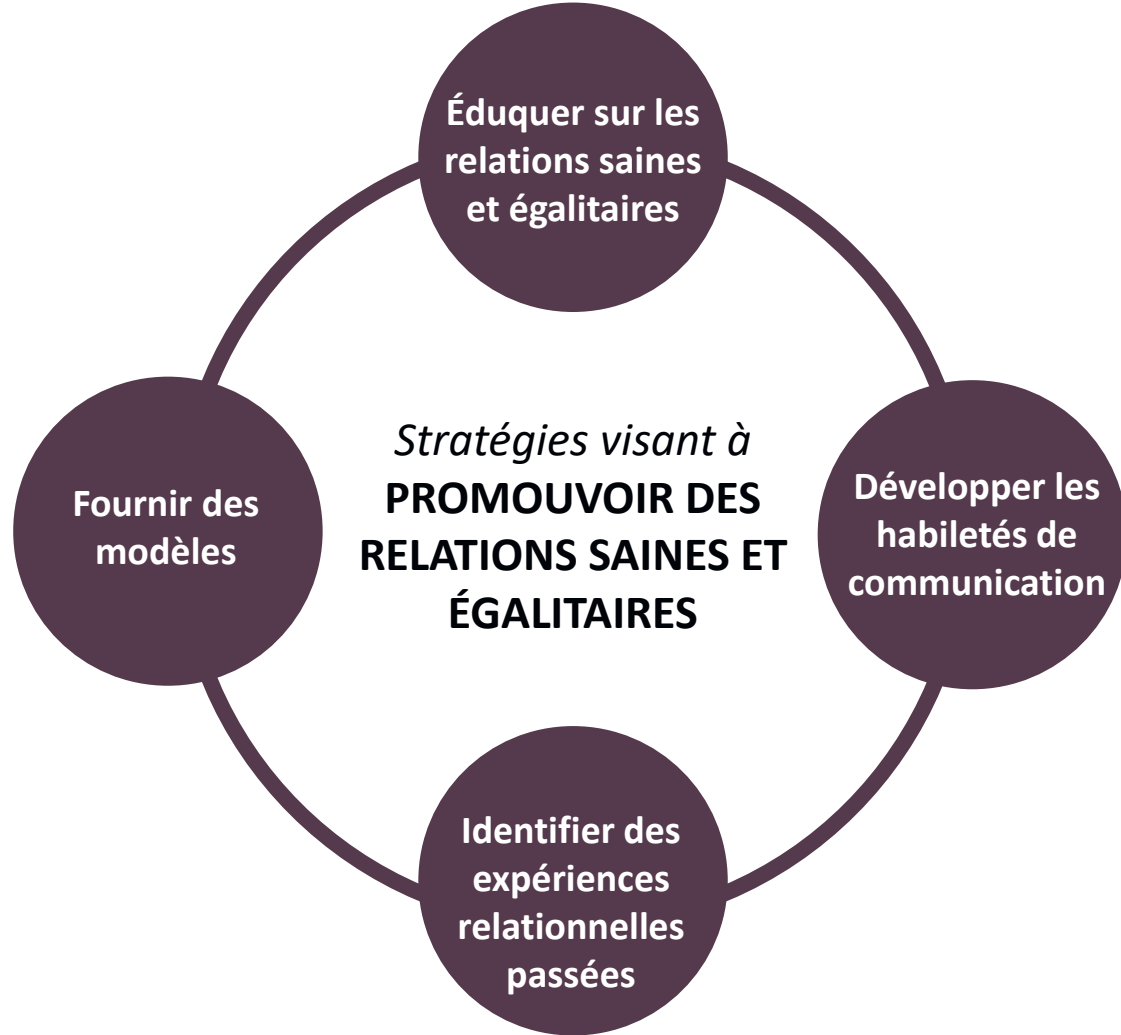 Éduquer sur les
relations saines
et égalitaires
Fournir des
modèles
Stratégies visant à
PROMOUVOIR DES
RELATIONS SAINES ET
ÉGALITAIRES
Développer les
habiletés de
communication
Identifier des
expériences
relationnelles
passées